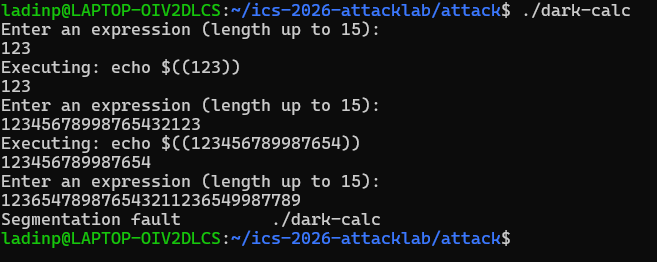 ladinp@LAPTOP-OIV2DLCS:~/ics-2026-attacklab/attack$ ./dark-calc
Enter an expression (length up to 15):
123
Executing: echo $((123))
123
Enter an expression (length up to 15):
12345678998765432123
Executing: echo $((123456789987654))
123456789987654
Enter an expression (length up to 15):
123654789876543211236549987789
Segmentation fault         ./dark-calc
ladinp@LAPTOP-OIV2DLCS:~/ics-2026-attacklab/attack$